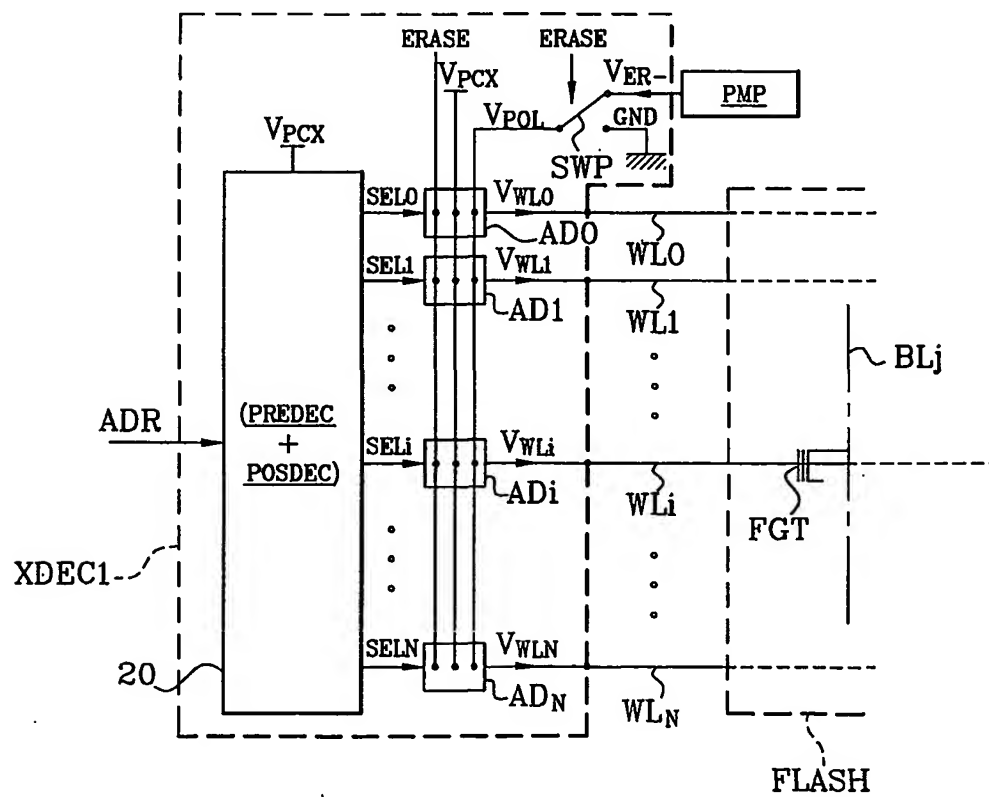 ERASE ERASE
VPCX VER-
PMP
VPOL GND
VPCX
SWP
SEL0 VWL0
AD0 WL0
SEL1 VWL1
AD1 WL1
BLj
(PREDEC
+
POSDEC)
ADR
SELi VWLi
ADi WLi
FGT
XDEC1
SELN VWLN
20
ADN WLN
FLASH